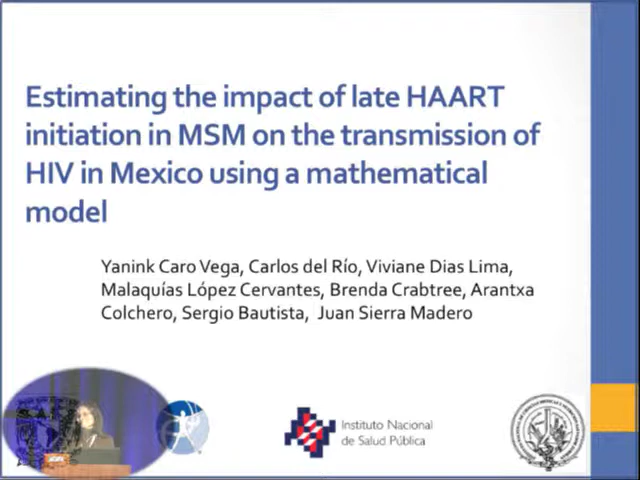 Estimating the impact of late HAART
initiation in MSM on the transmission of
HIV in Mexico using a mathematical
model
Yanink Caro Vega, Carlos del Río, Viviane Dias Lima,
Malaquías López Cervantes, Brenda Crabtree, Arantxa
Colchero, Sergio Bautista, Juan Sierra Madero
Instituto Nacional
de Salud Pública